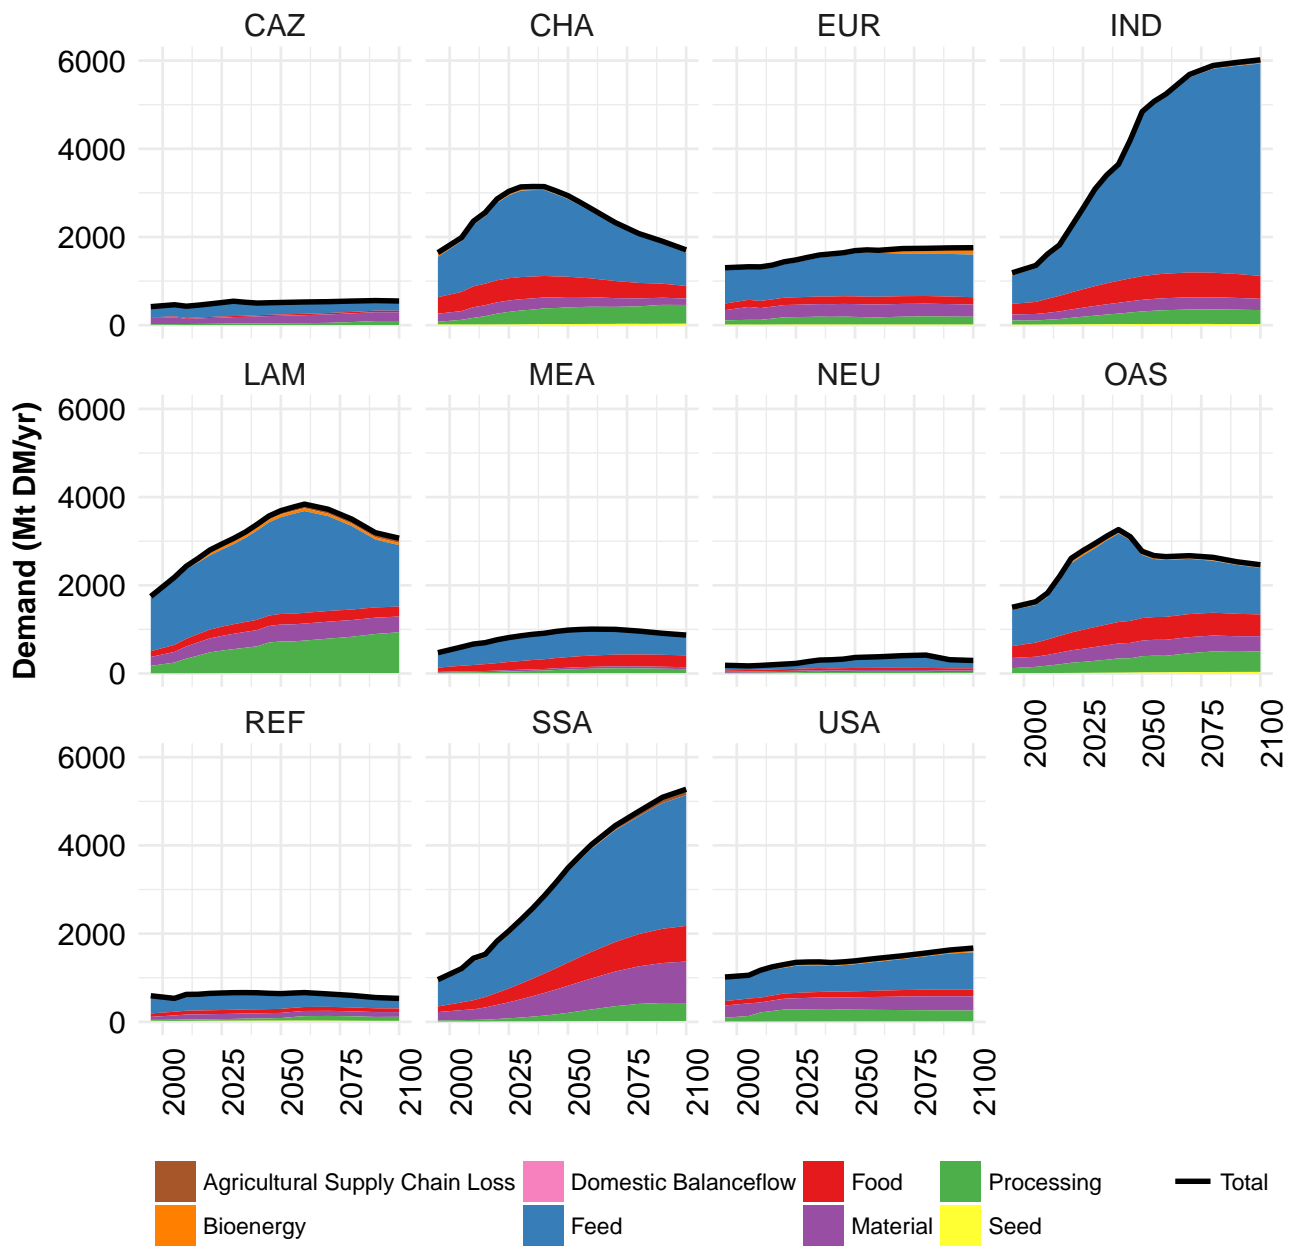 CAZ CHA EUR IND
6000
4000
2000
0
LAM MEA NEU OAS
6000
4000
2000
0
Demand (Mt DM/yr)
2000 2025 2050 2075 2100
REF SSA USA
6000
4000
2000
0
2000 2025 2050 2075 2100 2000 2025 2050 2075 2100 2000 2025 2050 2075 2100
Agricultural Supply Chain Loss Domestic Balanceflow Food Processing Total
Bioenergy Feed Material Seed